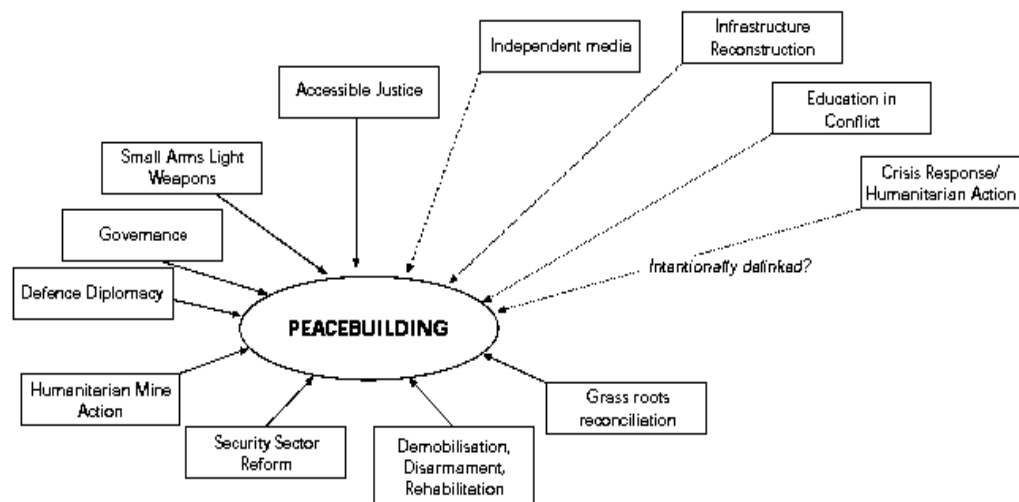 Independent media
Infrastructure
Reconstruction
Accessible Justice
Education in
Conflict
Small Arms Light
Weapons
Crisis Response/
Humanitarian Action
Governance
Intentionally delinked?
Defence Diplomacy
PEACEBUILDING
Humanitarian Mine
Action
Grass roots
reconciliation
Security Sector
Reform
Demobilisation,
Disarmament,
Rehabilitation